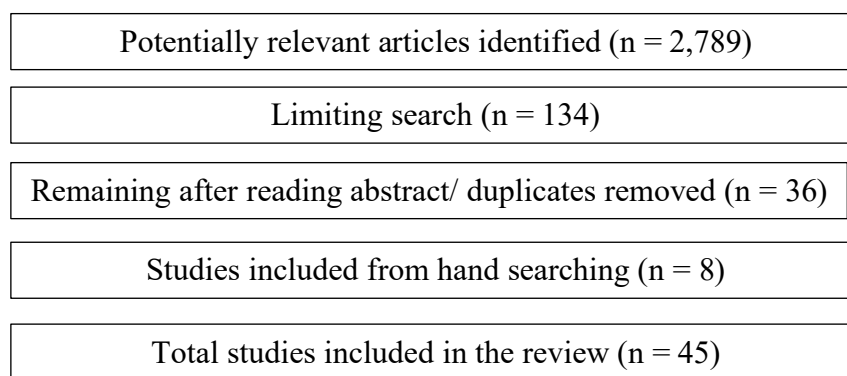 Potentially relevant articles identified (n = 2,789)
Limiting search (n = 134)
Remaining after reading abstract/ duplicates removed (n = 36)
Studies included from hand searching (n = 8)
Total studies included in the review (n = 45)